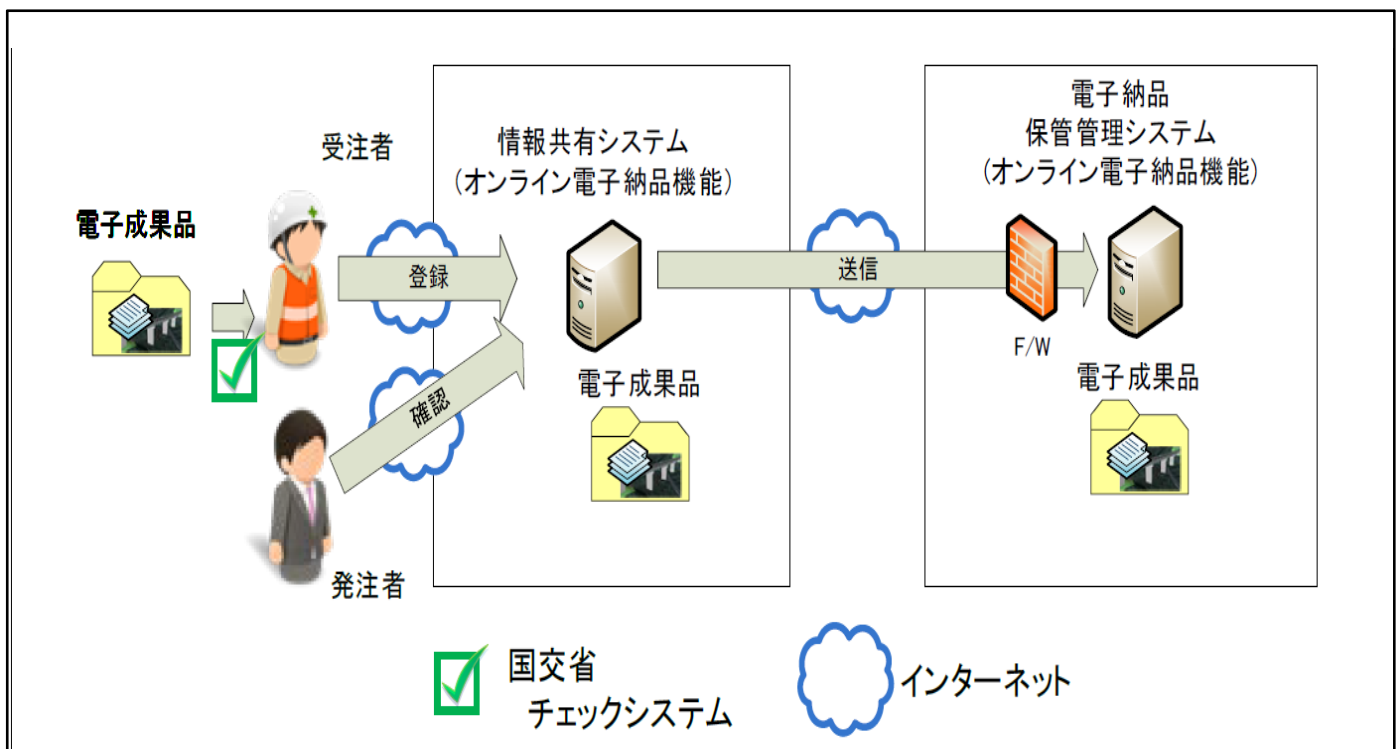 受注者
電子成果品
登録
確認
発注者
情報共有システム
(オンライン電子納品機能)
電子成果品
送信
電子納品
保管管理システム
(オンライン電子納品機能)
F/W
電子成果品
国交省
チェックシステム
インターネット